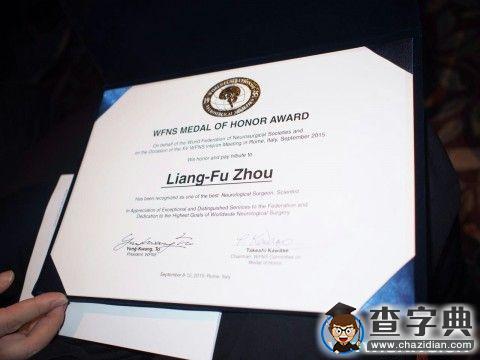 WFNS MEDAL OF HONOR AWARD
On behalf of the World Federation of Neurosurgical Societies and
on the Occasion of the XV WFNS Interim Meeting in Rome, Italy, September 2015
We honor and pay tribute to
Liang-Fu Zhou
Has been recognized as one of the best Neurological Surgeon, Scientist
In Appreciation of Exceptional and Distinguished Services to the Federation and
Dedication to the Highest Goals of Worldwide Neurological Surgery
Yong-Kwang, Tu
President, WFNS
Takeshi Kawase
Chairman, WFNS Committee on
Medal of Honor
September 8-12, 2015, Rome, Italy
查字典
www.chazidian.com